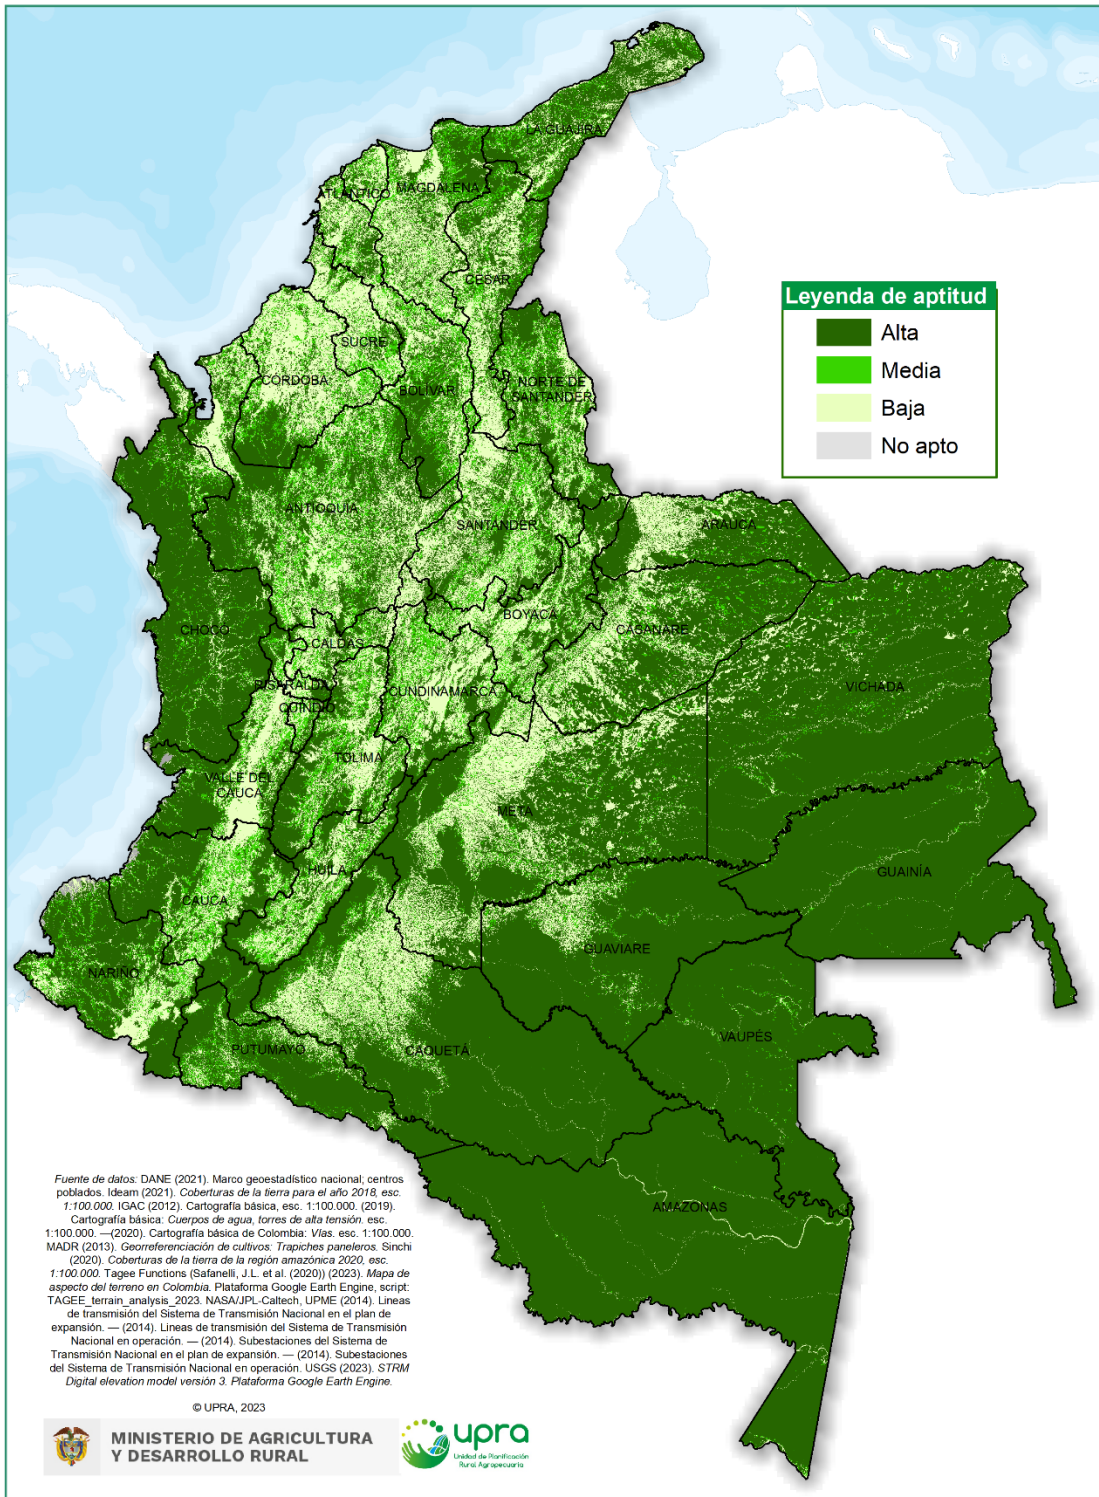 LA GUAJIRA
ATLÁNTICO
MAGDALENA
CESAR
Leyenda de aptitud
Alta
Media
Baja
No apto
SUCRE
CÓRDOBA
BOLÍVAR
NORTE DE
SANTANDER
ANTIOQUIA
SANTANDER
ARAUCA
CHOCÓ
BOYACÁ
CASANARE
CALDAS
RISARALDA
QUINDÍO
CUNDINAMARCA
VICHADA
TOLIMA
VALLE DEL
CAUCA
META
HUILA
GUAINÍA
CAUCA
GUAVIARE
NARIÑO
VAUPÉS
PUTUMAYO
CAQUETÁ
AMAZONAS
Fuente de datos: DANE (2021). Marco geoestadístico nacional; centros
poblados. Ideam (2021). Coberturas de la tierra para el año 2018, esc.
1:100.000. IGAC (2012). Cartografía básica, esc. 1:100.000. (2019).
Cartografía básica: Cuerpos de agua, torres de alta tensión. esc.
1:100.000. —(2020). Cartografía básica de Colombia: Vías. esc. 1:100.000.
MADR (2013). Georreferenciación de cultivos: Trapiches paneleros. Sinchi
(2020). Coberturas de la tierra de la región amazónica 2020, esc.
1:100.000. Tagee Functions (Safanelli, J.L. et al. (2020)) (2023). Mapa de
aspecto del terreno en Colombia. Plataforma Google Earth Engine, script:
TAGEE_terrain_analysis_2023. NASA/JPL-Caltech, UPME (2014). Lineas
de transmisión del Sistema de Transmisión Nacional en el plan de
expansión. — (2014). Lineas de transmisión del Sistema de Transmisión
Nacional en operación. — (2014). Subestaciones del Sistema de
Transmisión Nacional en el plan de expansión. — (2014). Subestaciones
del Sistema de Transmisión Nacional en operación. USGS (2023). STRM
Digital elevation model versión 3. Plataforma Google Earth Engine.
© UPRA, 2023
MINISTERIO DE AGRICULTURA
Y DESARROLLO RURAL
upra
Unidad de Planificación
Rural Agropecuaria